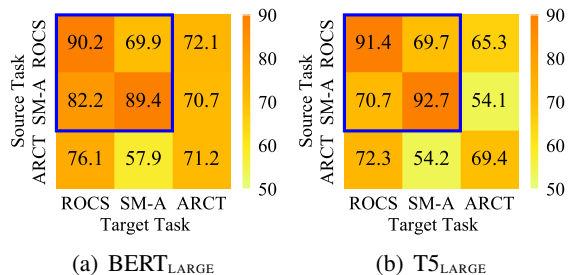 Source Task
ARCT SM-A ROCS
90.2 69.9 72.1
82.2 89.4 70.7
76.1 57.9 71.2
ROCS SM-A ARCT
Target Task
90
80
70
60
50
(a) BERTLARGE
Source Task
ARCT SM-A ROCS
91.4 69.7 65.3
70.7 92.7 54.1
72.3 54.2 69.4
ROCS SM-A ARCT
Target Task
90
80
70
60
50
(b) T5LARGE